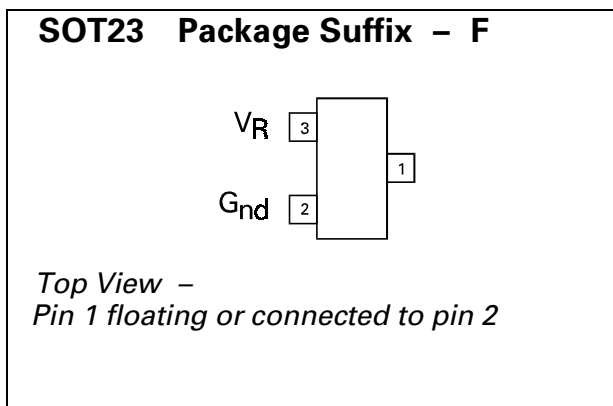 SOT23 Package Suffix – F
VR 3
1
Gnd 2
Top View –
Pin 1 floating or connected to pin 2